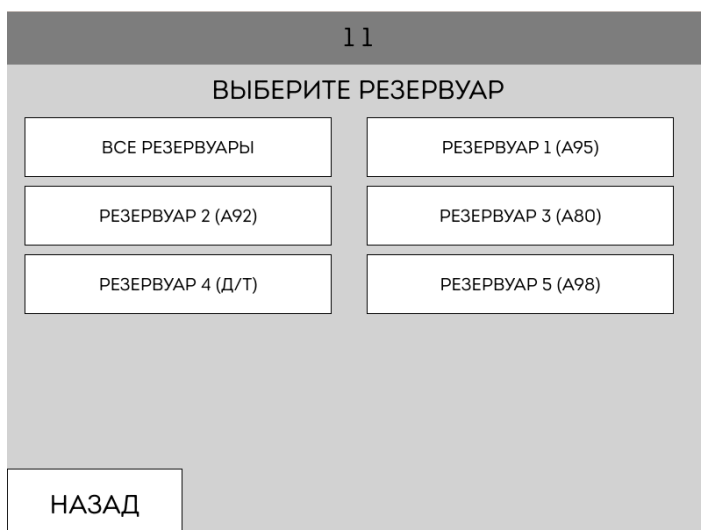 11
ВЫБЕРИТЕ РЕЗЕРВУАР
ВСЕ РЕЗЕРВУАРЫ
РЕЗЕРВУАР 1 (А95)
РЕЗЕРВУАР 2 (А92)
РЕЗЕРВУАР 3 (А80)
РЕЗЕРВУАР 4 (Д/Т)
РЕЗЕРВУАР 5 (А98)
НАЗАД